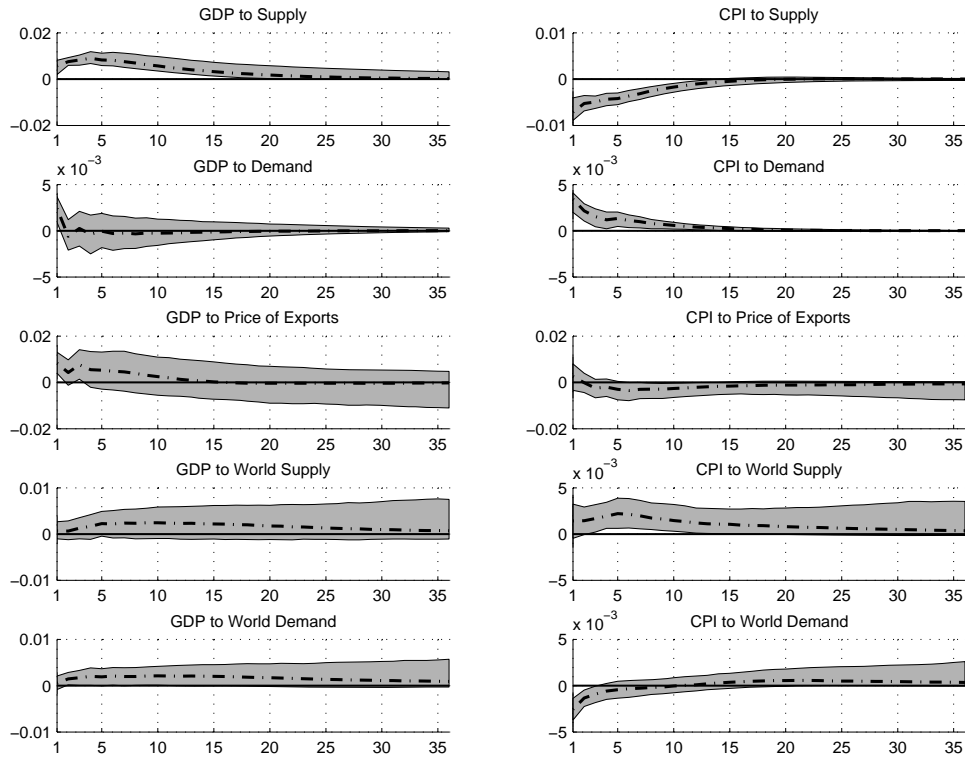 GDP to Supply
0.02
0
−0.02
1 5 10 15 20 25 30 35
CPI to Supply
0.01
0
−0.01
1 5 10 15 20 25 30 35
x 10−3
GDP to Demand
5
0
−5
1 5 10 15 20 25 30 35
x 10−3
CPI to Demand
5
0
−5
1 5 10 15 20 25 30 35
GDP to Price of Exports
0.02
0
−0.02
1 5 10 15 20 25 30 35
CPI to Price of Exports
0.02
0
−0.02
1 5 10 15 20 25 30 35
GDP to World Supply
0.01
0
−0.01
1 5 10 15 20 25 30 35
x 10−3
CPI to World Supply
5
0
−5
1 5 10 15 20 25 30 35
GDP to World Demand
0.01
0
−0.01
1 5 10 15 20 25 30 35
x 10−3
CPI to World Demand
5
0
−5
1 5 10 15 20 25 30 35